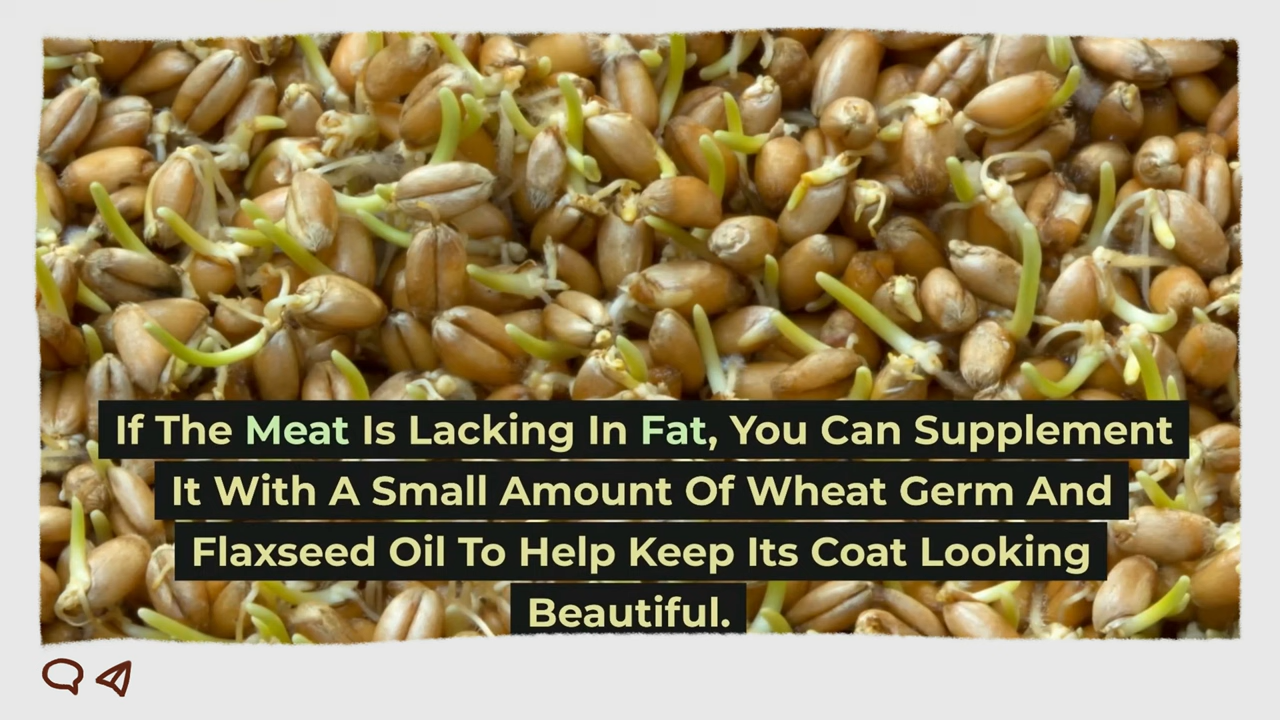 If The Meat Is Lacking In Fat, You Can Supplement
It With A Small Amount Of Wheat Germ And
Flaxseed Oil To Help Keep Its Coat Looking
Beautiful.